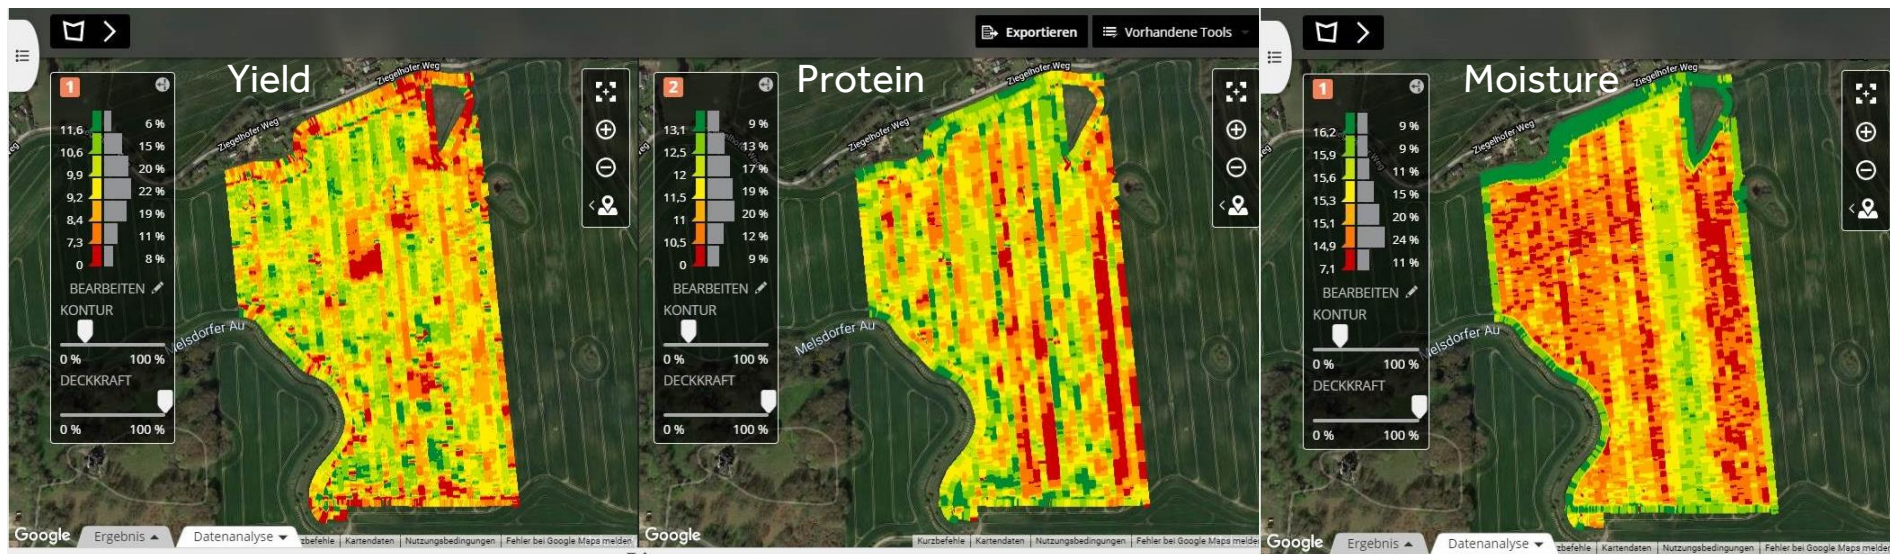 Exportieren
Vorhandene Tools
Yield
Protein
Moisture
1
11,6
10,6
9,9
9,2
8,4
7,3
0
6 %
15 %
20 %
22 %
19 %
11 %
8 %
BEARBEITEN
KONTUR
0 % 100 %
DECKKRAFT
0 % 100 %
Ziegelhofer Weg
Ziegelhofer Weg
Melsdorfer Au
Google
Ergebnis
Datenanalyse
Kartendaten
Nutzungsbedingungen
Fehler bei Google Maps melden
2
13,1
12,5
12
11,5
11
10,5
0
9 %
13 %
17 %
19 %
20 %
12 %
9 %
BEARBEITEN
KONTUR
0 % 100 %
DECKKRAFT
0 % 100 %
Ziegelhofer Weg
Ziegelhofer Weg
Melsdorfer Au
Kurzbefehle
Kartendaten
Nutzungsbedingungen
Fehler bei Google Maps melden
1
16,2
15,9
15,6
15,3
15,1
14,9
7,1
9 %
9 %
11 %
15 %
20 %
24 %
11 %
BEARBEITEN
KONTUR
0 % 100 %
DECKKRAFT
0 % 100 %
Ziegelhofer Weg
Ziegelhofer Weg
elsdorfer Au
Google
Ergebnis
Datenanalyse
Kartendaten
Nutzungsbedingungen
Fehler bei Google Maps melden